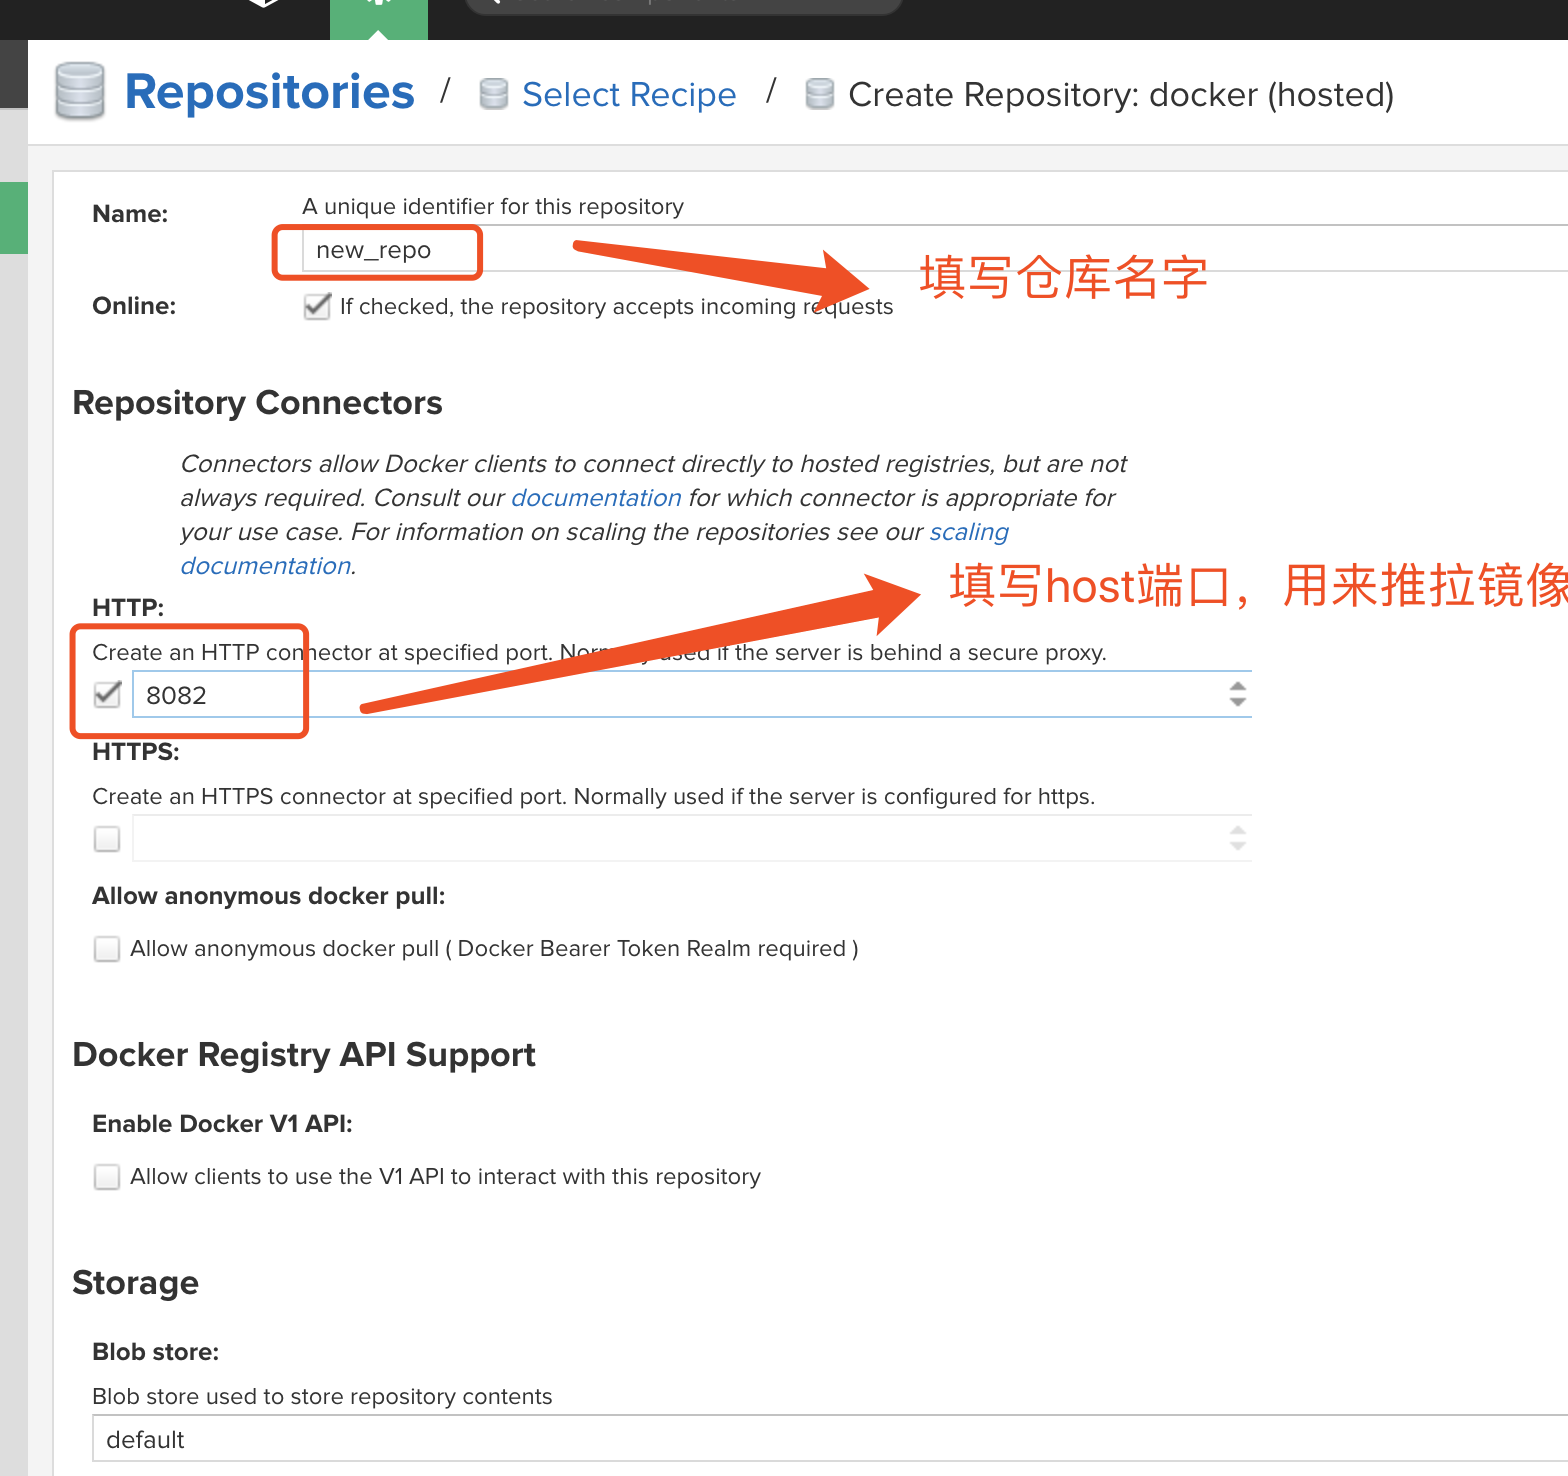 Repositories / Select Recipe / Create Repository: docker (hosted)
Name:
A unique identifier for this repository
new_repo
填写仓库名字
Online:
If checked, the repository accepts incoming requests
Repository Connectors
Connectors allow Docker clients to connect directly to hosted registries, but are not
always required. Consult our documentation for which connector is appropriate for
your use case. For information on scaling the repositories see our scaling
documentation.
填写host端口，用来推拉镜像
HTTP:
Create an HTTP connector at specified port. Normally used if the server is behind a secure proxy.
8082
HTTPS:
Create an HTTPS connector at specified port. Normally used if the server is configured for https.
Allow anonymous docker pull:
Allow anonymous docker pull ( Docker Bearer Token Realm required )
Docker Registry API Support
Enable Docker V1 API:
Allow clients to use the V1 API to interact with this repository
Storage
Blob store:
Blob store used to store repository contents
default